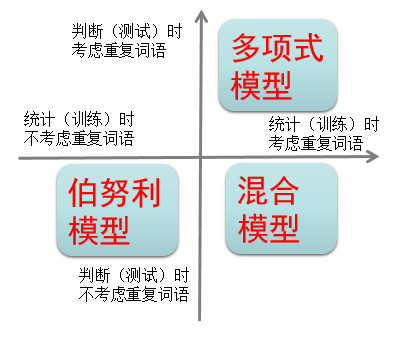 判断（测试）时
考虑重复词语
多项式
模型
统计（训练）时
不考虑重复词语
统计（训练）时
考虑重复词语
伯努利
模型
混合
模型
判断（测试）时
不考虑重复词语